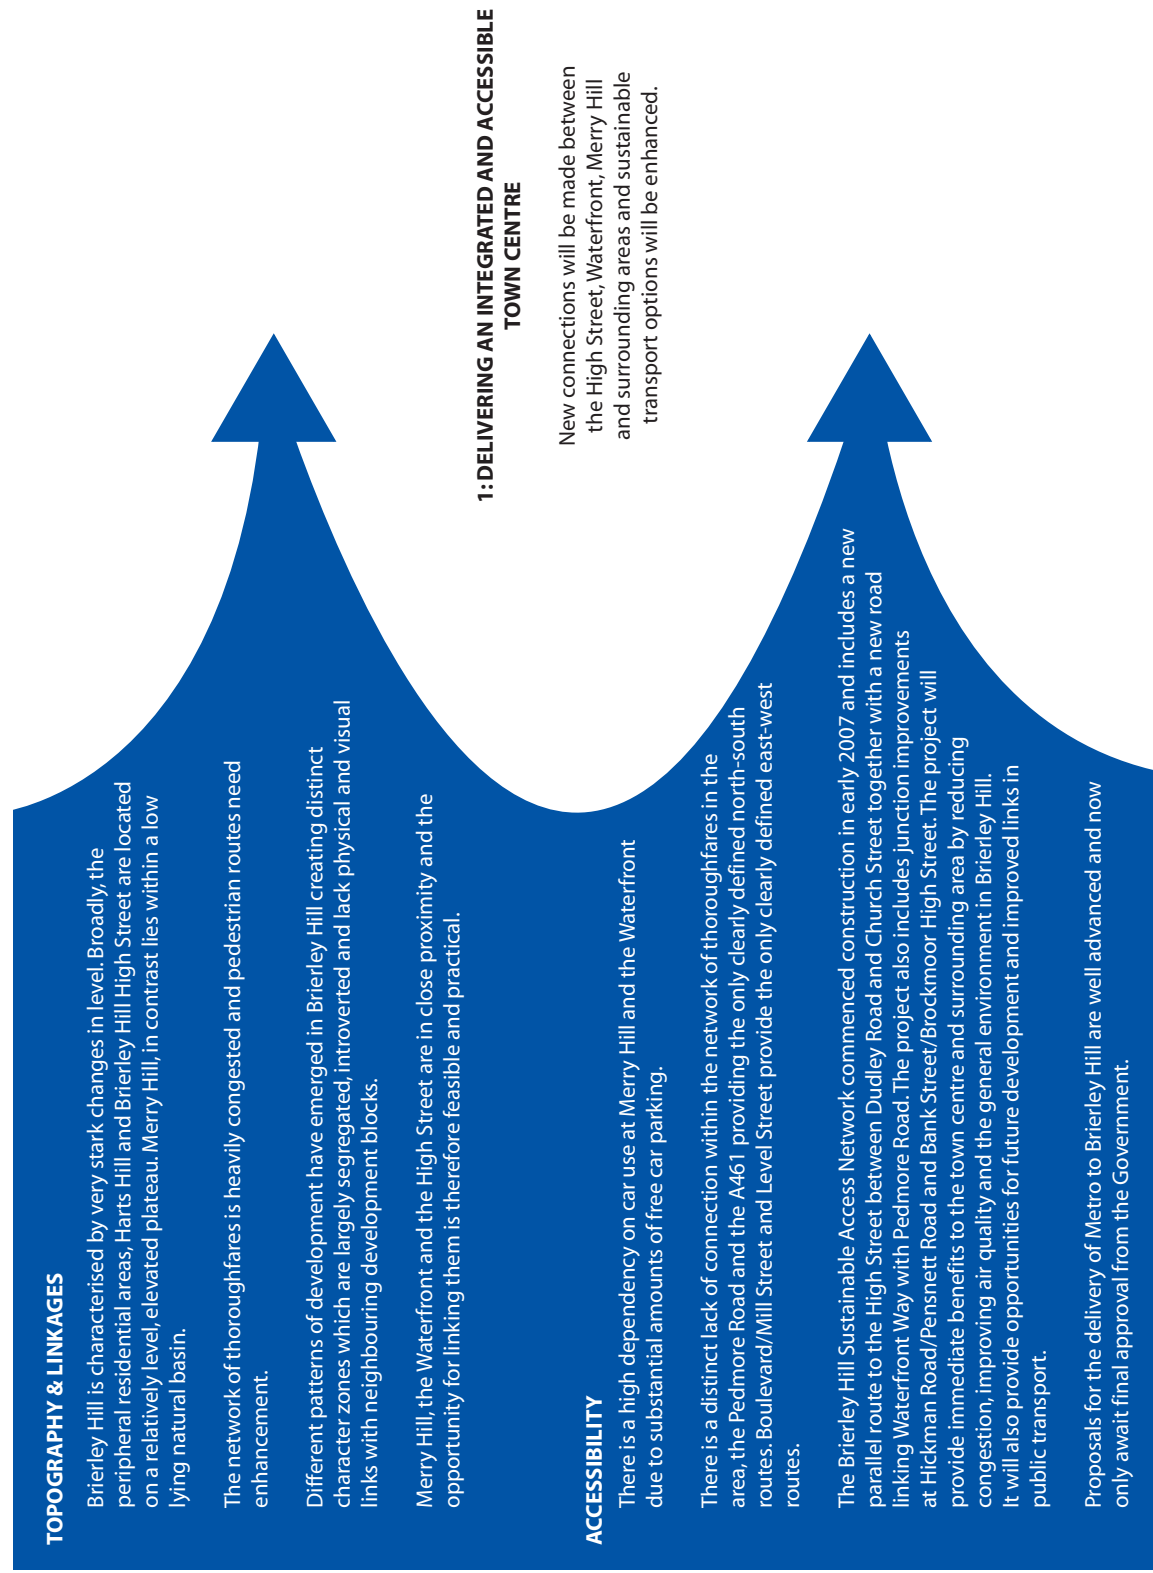 TOPOGRAPHY & LINKAGES
Brierley Hill is characterised by very stark changes in level. Broadly, the
peripheral residential areas, Harts Hill and Brierley Hill High Street are located
on a relatively level, elevated plateau. Merry Hill, in contrast lies within a low
lying natural basin.
The network of thoroughfares is heavily congested and pedestrian routes need
enhancement.
Different patterns of development have emerged in Brierley Hill creating distinct
character zones which are largely segregated, introverted and lack physical and visual
links with neighbouring development blocks.
Merry Hill, the Waterfront and the High Street are in close proximity and the
opportunity for linking them is therefore feasible and practical.
ACCESSIBILITY
There is a high dependency on car use at Merry Hill and the Waterfront
due to substantial amounts of free car parking.
There is a distinct lack of connection within the network of thoroughfares in the
area, the Pedmore Road and the A461 providing the only clearly defined north-south
routes. Boulevard/Mill Street and Level Street provide the only clearly defined east-west
routes.
The Brierley Hill Sustainable Access Network commenced construction in early 2007 and includes a new
parallel route to the High Street between Dudley Road and Church Street together with a new road
linking Waterfront Way with Pedmore Road. The project also includes junction improvements
at Hickman Road/Pensnett Road and Bank Street/Brockmoor High Street. The project will
provide immediate benefits to the town centre and surrounding area by reducing
congestion, improving air quality and the general environment in Brierley Hill.
It will also provide opportunities for future development and improved links in
public transport.
Proposals for the delivery of Metro to Brierley Hill are well advanced and now
only await final approval from the Government.
1: DELIVERING AN INTEGRATED AND ACCESSIBLE
TOWN CENTRE
New connections will be made between
the High Street, Waterfront, Merry Hill
and surrounding areas and sustainable
transport options will be enhanced.